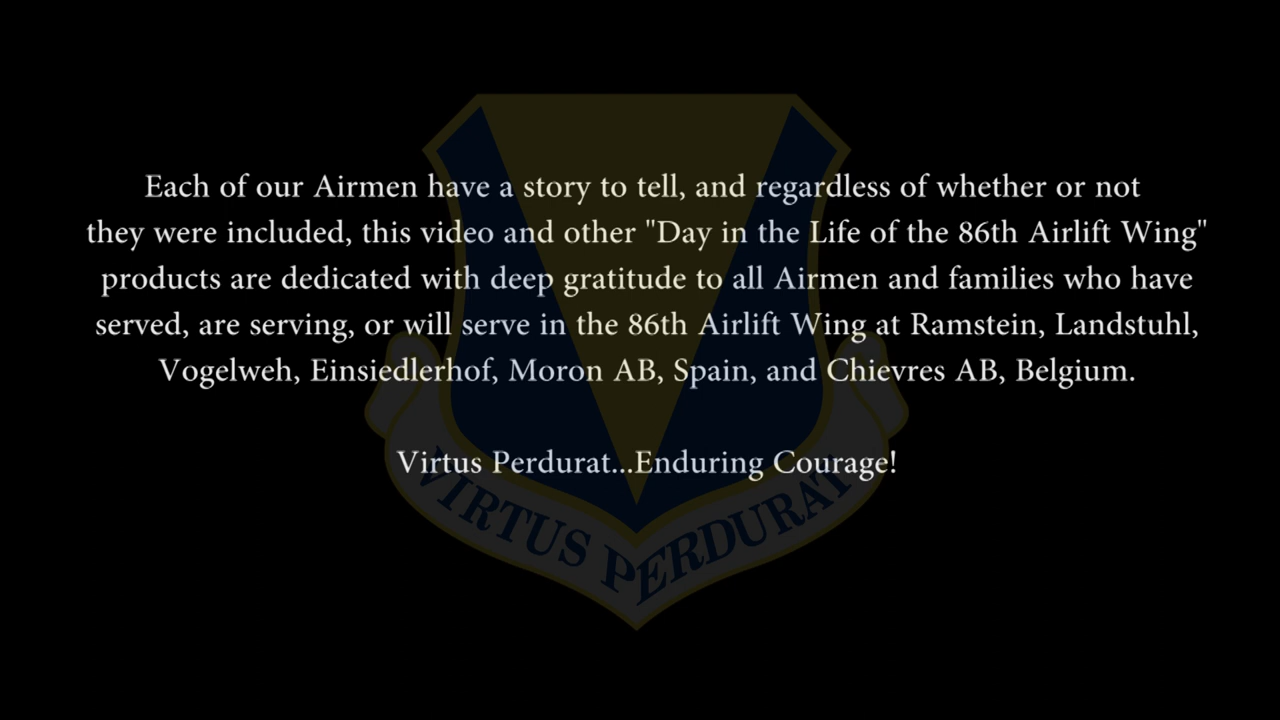 Each of our Airmen have a story to tell, and regardless of whether or not
they were included, this video and other "Day in the Life of the 86th Airlift Wing"
products are dedicated with deep gratitude to all Airmen and families who have
served, are serving, or will serve in the 86th Airlift Wing at Ramstein, Landstuhl,
Vogelweh, Einsiedlerhof, Moron AB, Spain, and Chievres AB, Belgium.
Virtus Perdurat...Enduring Courage!
VIRTUS PERDURAT